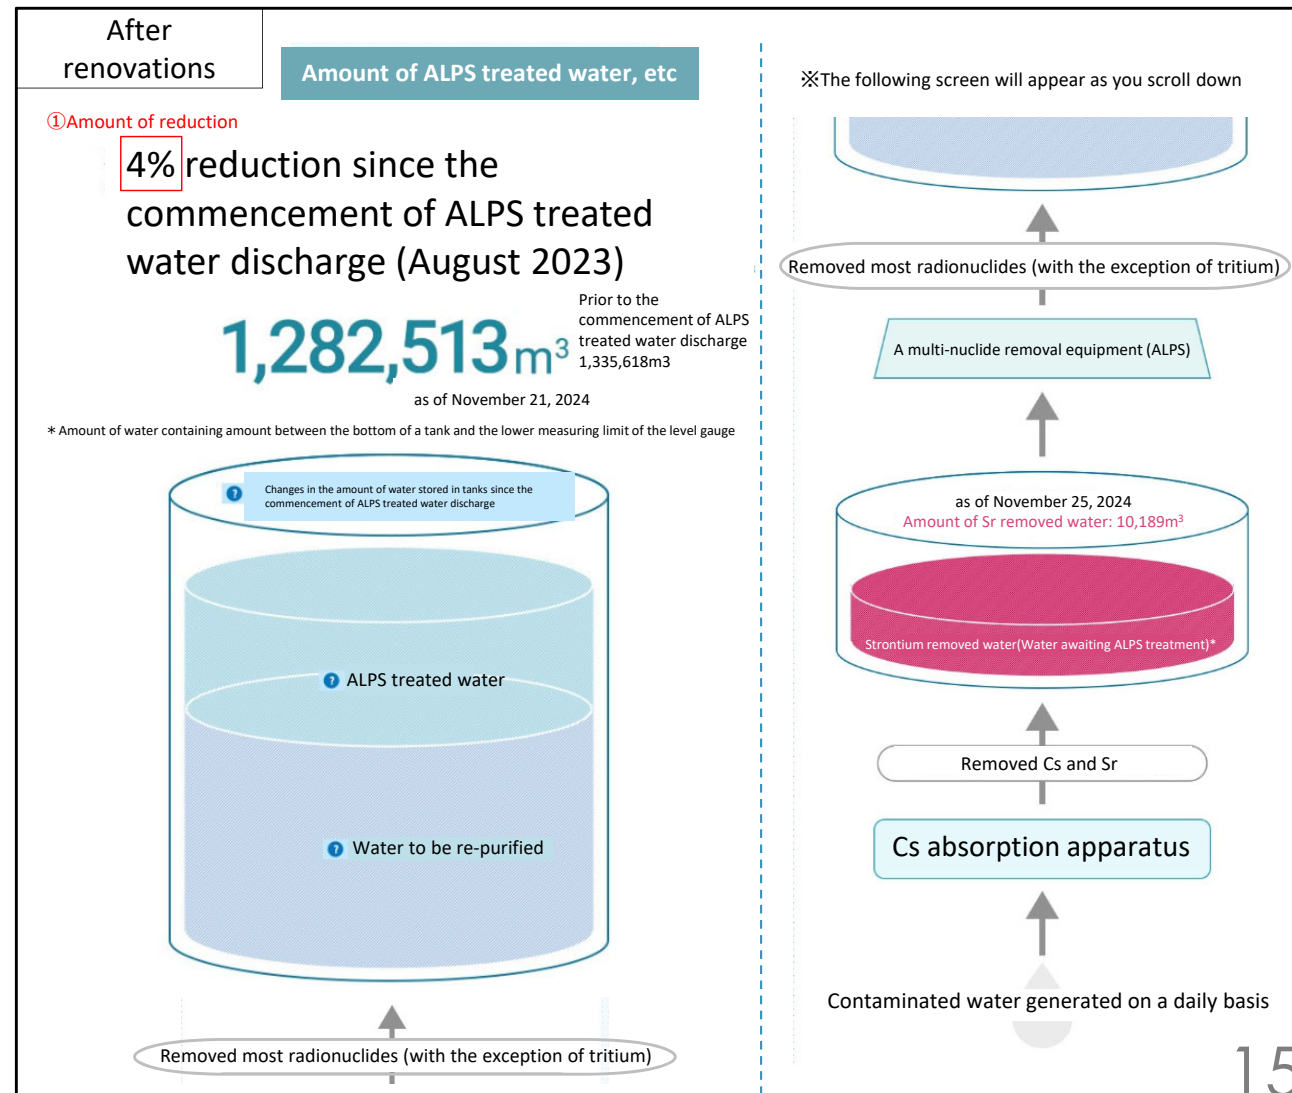 After
renovations
Amount of ALPS treated water, etc
①Amount of reduction
4% reduction since the
commencement of ALPS treated
water discharge (August 2023)
1,282,513m³
Prior to the
commencement of ALPS
treated water discharge
1,335,618m3
as of November 21, 2024
* Amount of water containing amount between the bottom of a tank and the lower measuring limit of the level gauge
? Changes in the amount of water stored in tanks since the
commencement of ALPS treated water discharge
? ALPS treated water
? Water to be re-purified
Removed most radionuclides (with the exception of tritium)
※The following screen will appear as you scroll down
Removed most radionuclides (with the exception of tritium)
A multi-nuclide removal equipment (ALPS)
as of November 25, 2024
Amount of Sr removed water: 10,189m³
Strontium removed water(Water awaiting ALPS treatment)*
Removed Cs and Sr
Cs absorption apparatus
Contaminated water generated on a daily basis
15